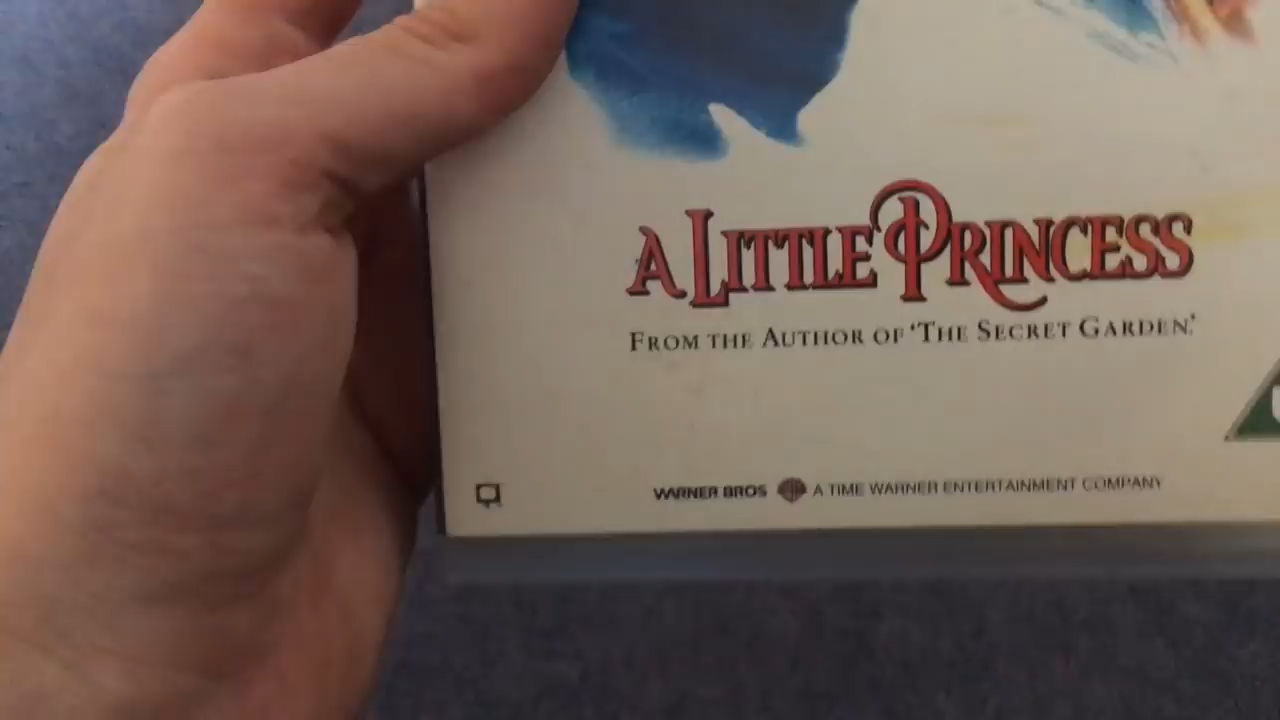 A LITTLE PRINCESS
FROM THE AUTHOR OF 'THE SECRET GARDEN.'
WARNER BROS A TIME WARNER ENTERTAINMENT COMPANY